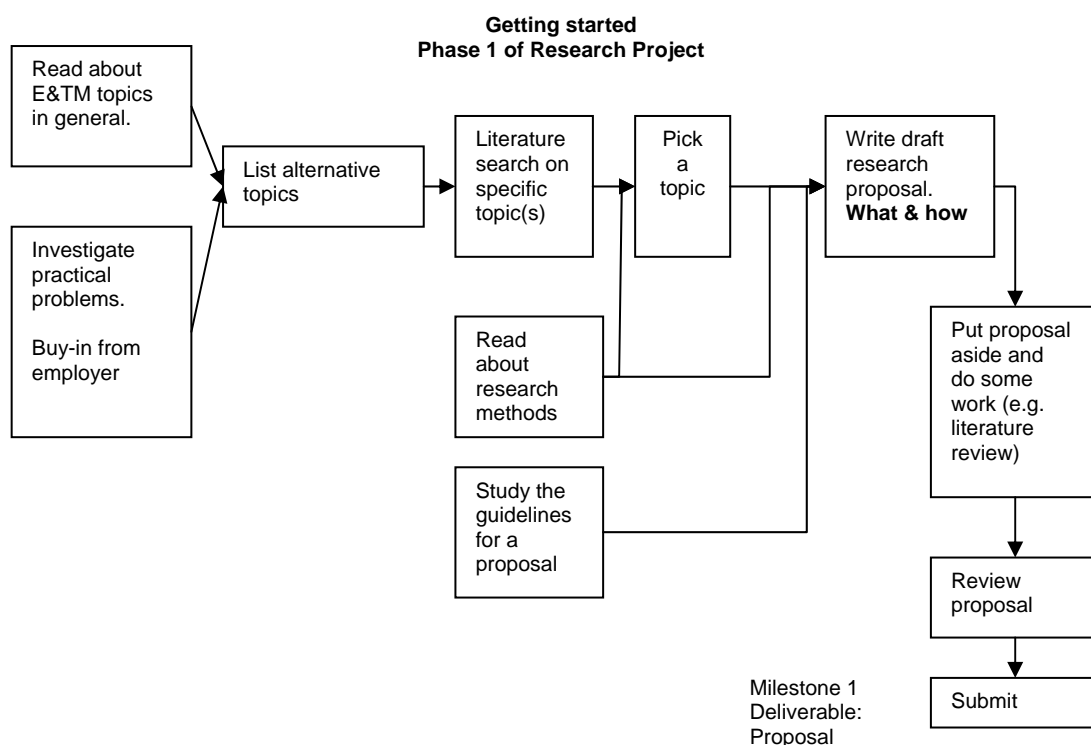 Getting started
Phase 1 of Research Project
Read about
E&TM topics
in general.
Investigate
practical
problems.
Buy-in from
employer
List alternative
topics
Literature
search on
specific
topic(s)
Pick
a
topic
Read
about
research
methods
Study the
guidelines
for a
proposal
Write draft
research
proposal.
What & how
Put proposal
aside and
do some
work (e.g.
literature
review)
Review
proposal
Submit
Milestone 1
Deliverable:
Proposal